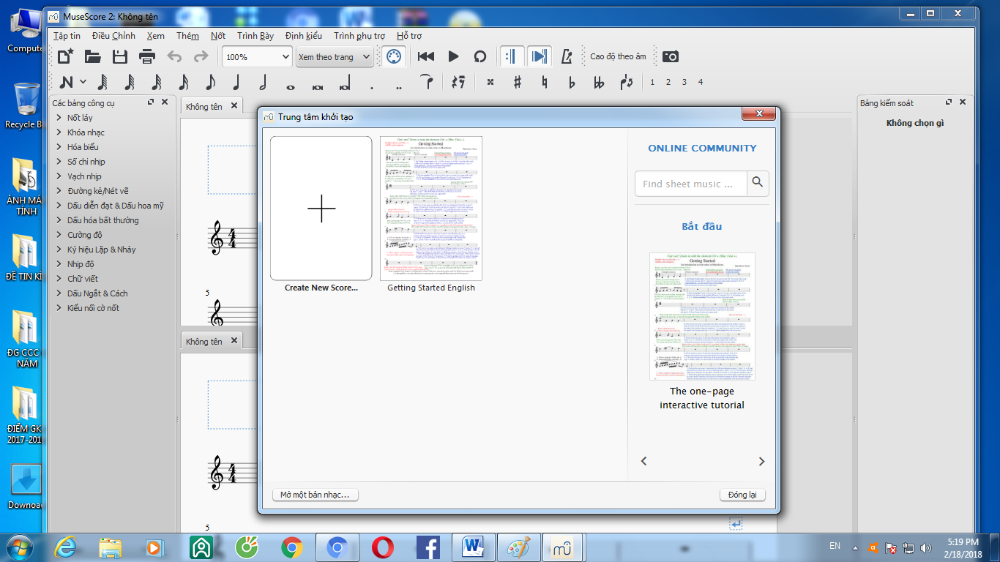 MuseScore 2: Không tên
Tập tin Điều Chỉnh Xem Thêm Nốt Trình Bày Định kiểu Trình phụ trợ Hỗ trợ
100% Xem theo trang Cao độ theo âm
1 2 3 4
Computer
Recycle B
ẢNH MÁ
TÍNH
ĐỀ TIN KÌ
ĐG CCC
NĂM
ĐIỂM GK
2017-201
Downloa
Các bảng công cụ
Nốt láy
Khóa nhạc
Hóa biểu
Số chỉ nhịp
Vạch nhịp
Đường kẻ/Nét vẽ
Dấu diễn đạt & Dấu hoa mỹ
Dấu hóa bất thường
Cường độ
Ký hiệu Lặp & Nhảy
Nhịp độ
Chữ viết
Dấu Ngắt & Cách
Kiểu nối cờ nốt
Không tên
5
Không tên
5
Trung tâm khởi tạo
Create New Score...
Getting Started
Getting Started English
ONLINE COMMUNITY
Find sheet music ...
Bắt đầu
Getting Started
The one-page
interactive tutorial
Mở một bản nhạc...
Đóng lại
Bảng kiểm soát
Không chọn gì
EN
5:19 PM
2/18/2018